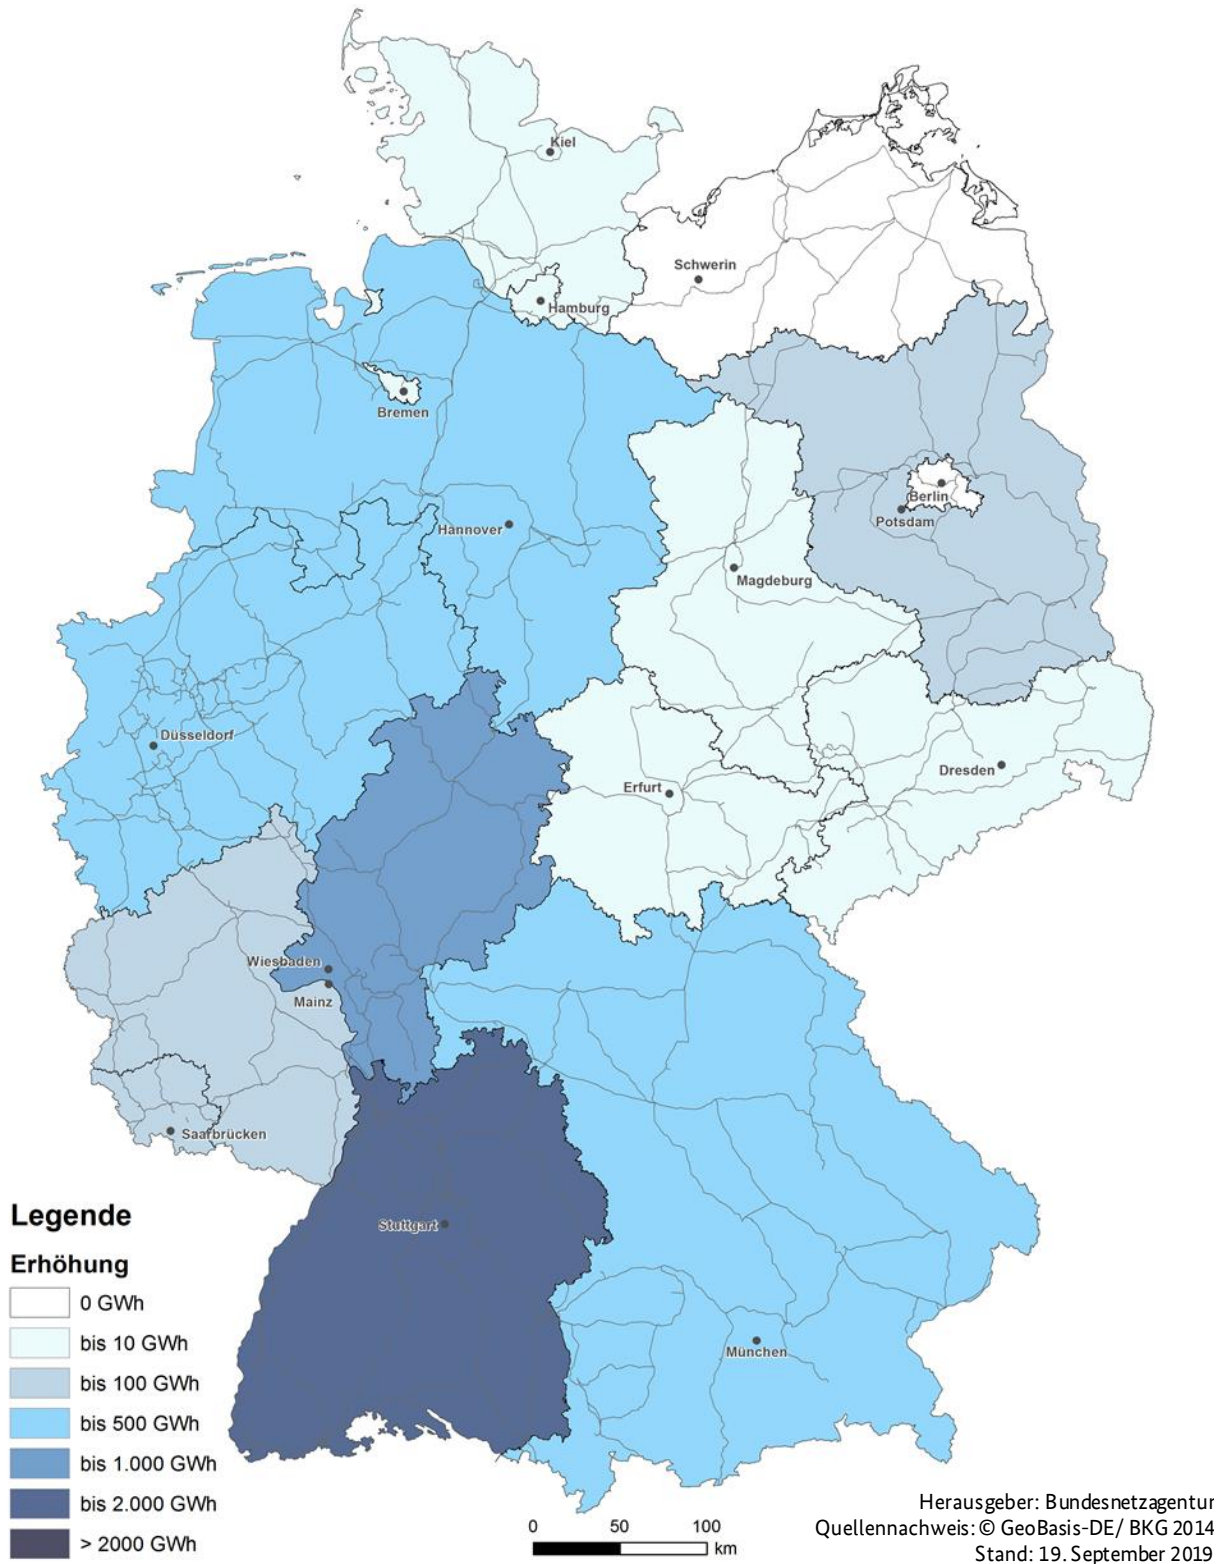 Kiel
Schwerin
Hamburg
Bremen
Berlin
Potsdam
Hannover
Magdeburg
Düsseldorf
Dresden
Erfurt
Wiesbaden
Mainz
Saarbrücken
Stuttgart
München
Legende
Erhöhung
0 GWh
bis 10 GWh
bis 100 GWh
bis 500 GWh
bis 1.000 GWh
bis 2.000 GWh
> 2000 GWh
0 50 100
km
Herausgeber: Bundesnetzagentur
Quellennachweis: © GeoBasis-DE/ BKG 2014
Stand: 19. September 2019